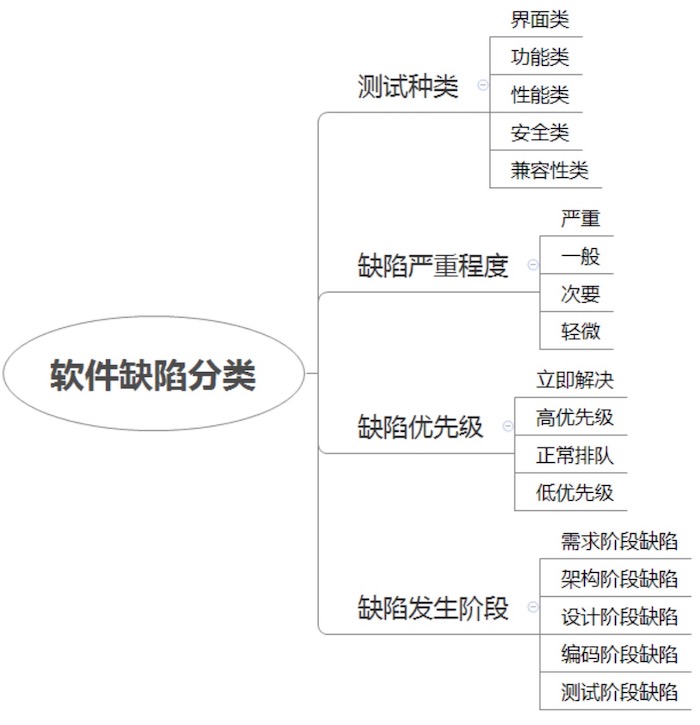 软件缺陷分类
测试种类
界面类
功能类
性能类
安全类
兼容性类
缺陷严重程度
严重
一般
次要
轻微
缺陷优先级
立即解决
高优先级
正常排队
低优先级
缺陷发生阶段
需求阶段缺陷
架构阶段缺陷
设计阶段缺陷
编码阶段缺陷
测试阶段缺陷